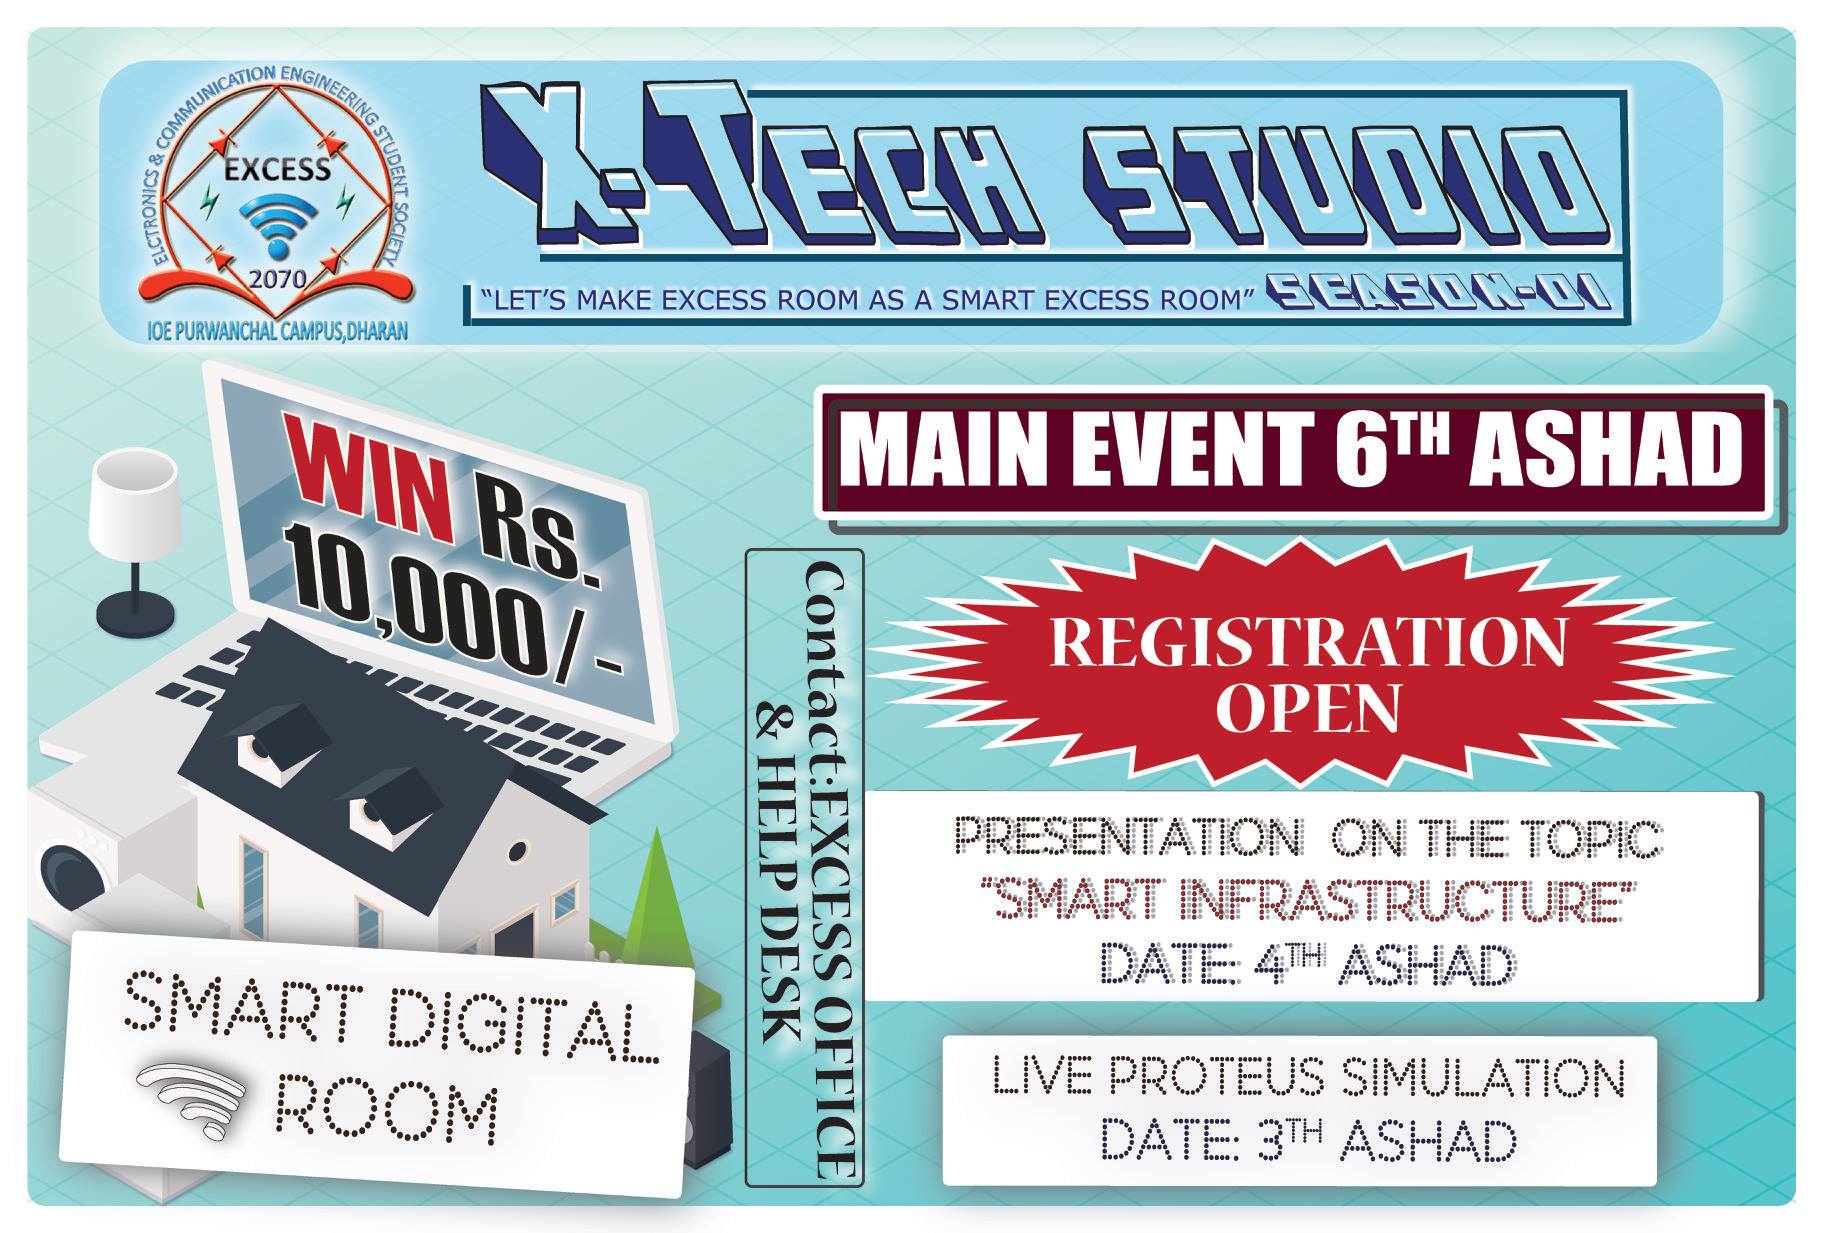 ELCTRONICS & COMMUNICATION ENGINEERING STUDENT SOCIETY
EXCESS
2070
IOE PURWANCHAL CAMPUS,DHARAN
X-TECH STUDIO
"LET'S MAKE EXCESS ROOM AS A SMART EXCESS ROOM" SEASON-01
WIN Rs.
10,000/-
MAIN EVENT 6TH ASHAD
Contact:EXCESS OFFICE
& HELP DESK
REGISTRATION
OPEN
PRESENTATION ON THE TOPIC
"SMART INFRASTRUCTURE"
DATE: 4TH ASHAD
SMART DIGITAL
ROOM
LIVE PROTEUS SIMULATION
DATE: 3TH ASHAD